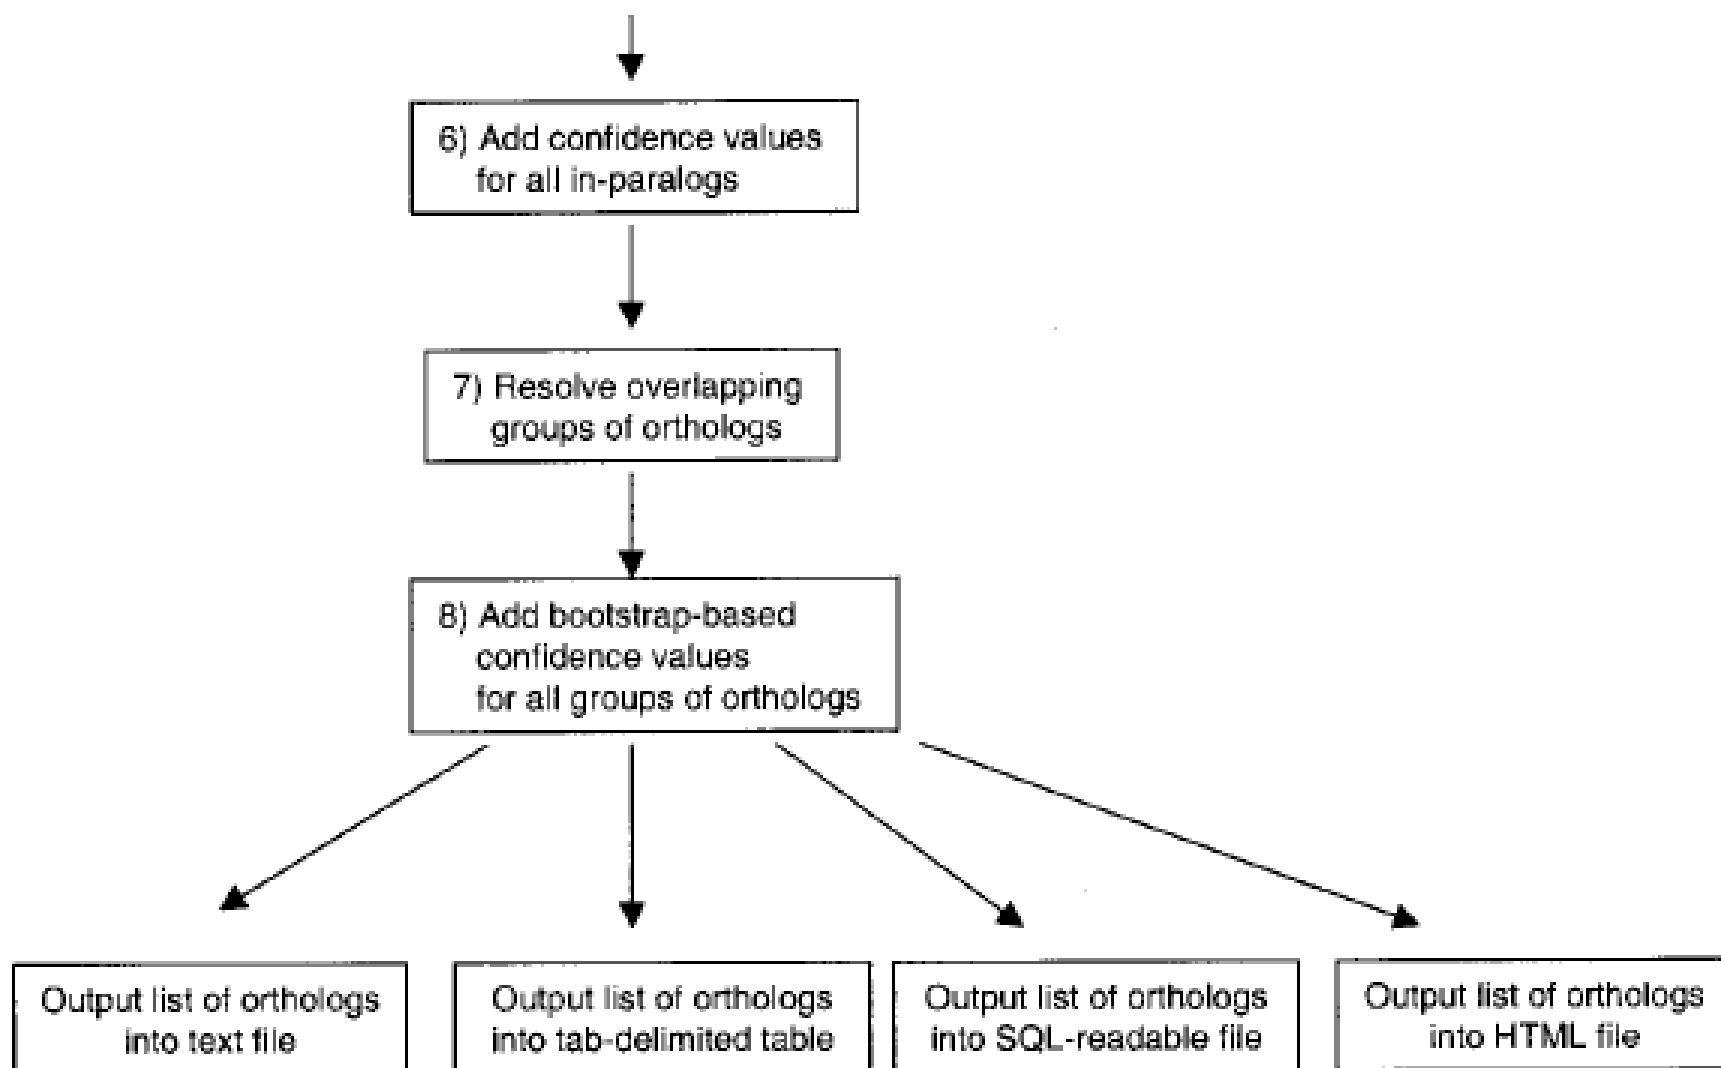 6) Add confidence values
for all in-paralogs
7) Resolve overlapping
groups of orthologs
8) Add bootstrap-based
confidence values
for all groups of orthologs
Output list of orthologs
into text file
Output list of orthologs
into tab-delimited table
Output list of orthologs
into SQL-readable file
Output list of orthologs
into HTML file